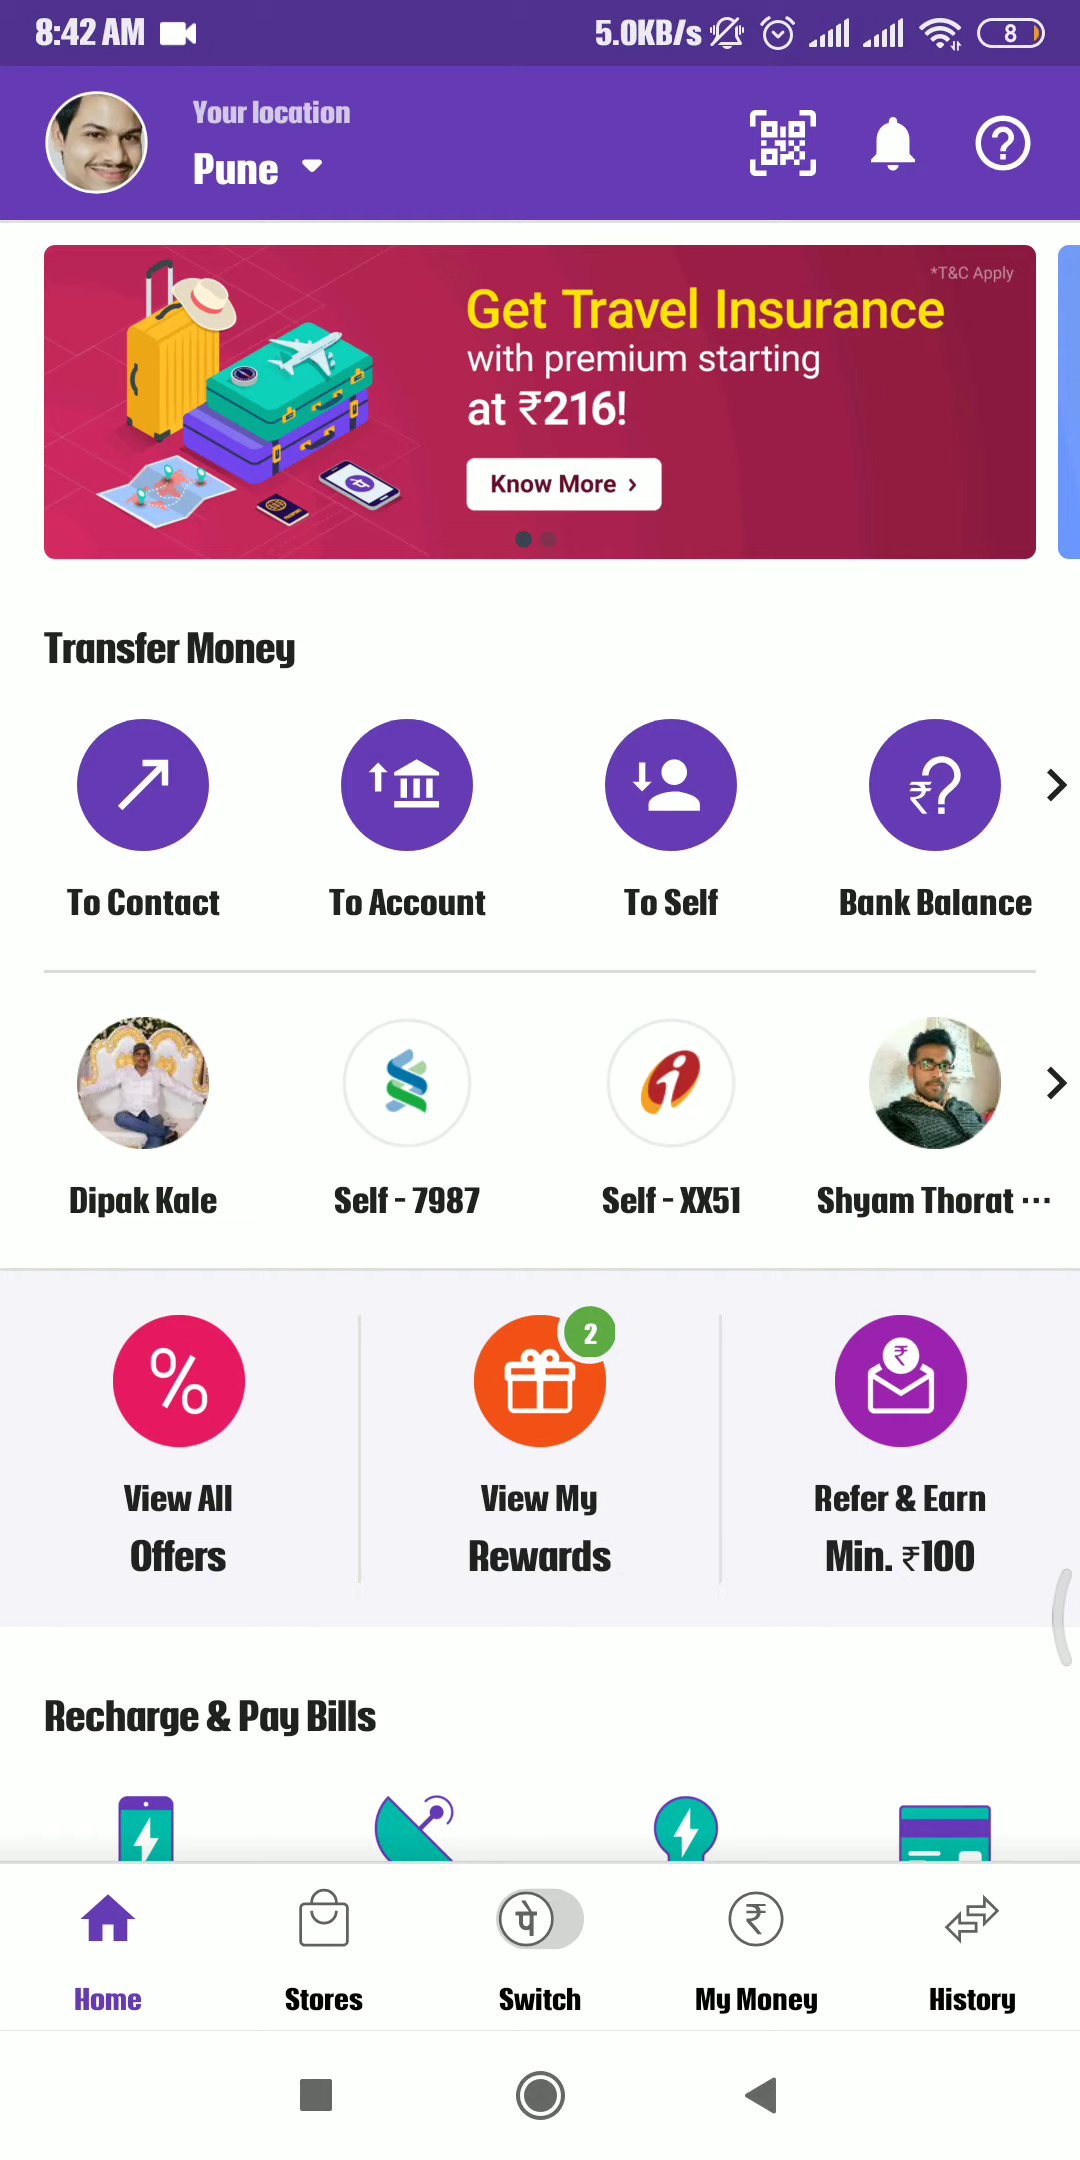 8:42 AM 5.0KB/s 8
Your location
Pune
*T&C Apply
Get Travel Insurance
with premium starting
at ₹216!
Know More ›
Transfer Money
₹?
To Contact To Account To Self Bank Balance
Dipak Kale Self - 7987 Self - XX51 Shyam Thorat ···
% 2 ₹
View All View My Refer & Earn
Offers Rewards Min. ₹100
Recharge & Pay Bills
पे ₹
Home Stores Switch My Money History